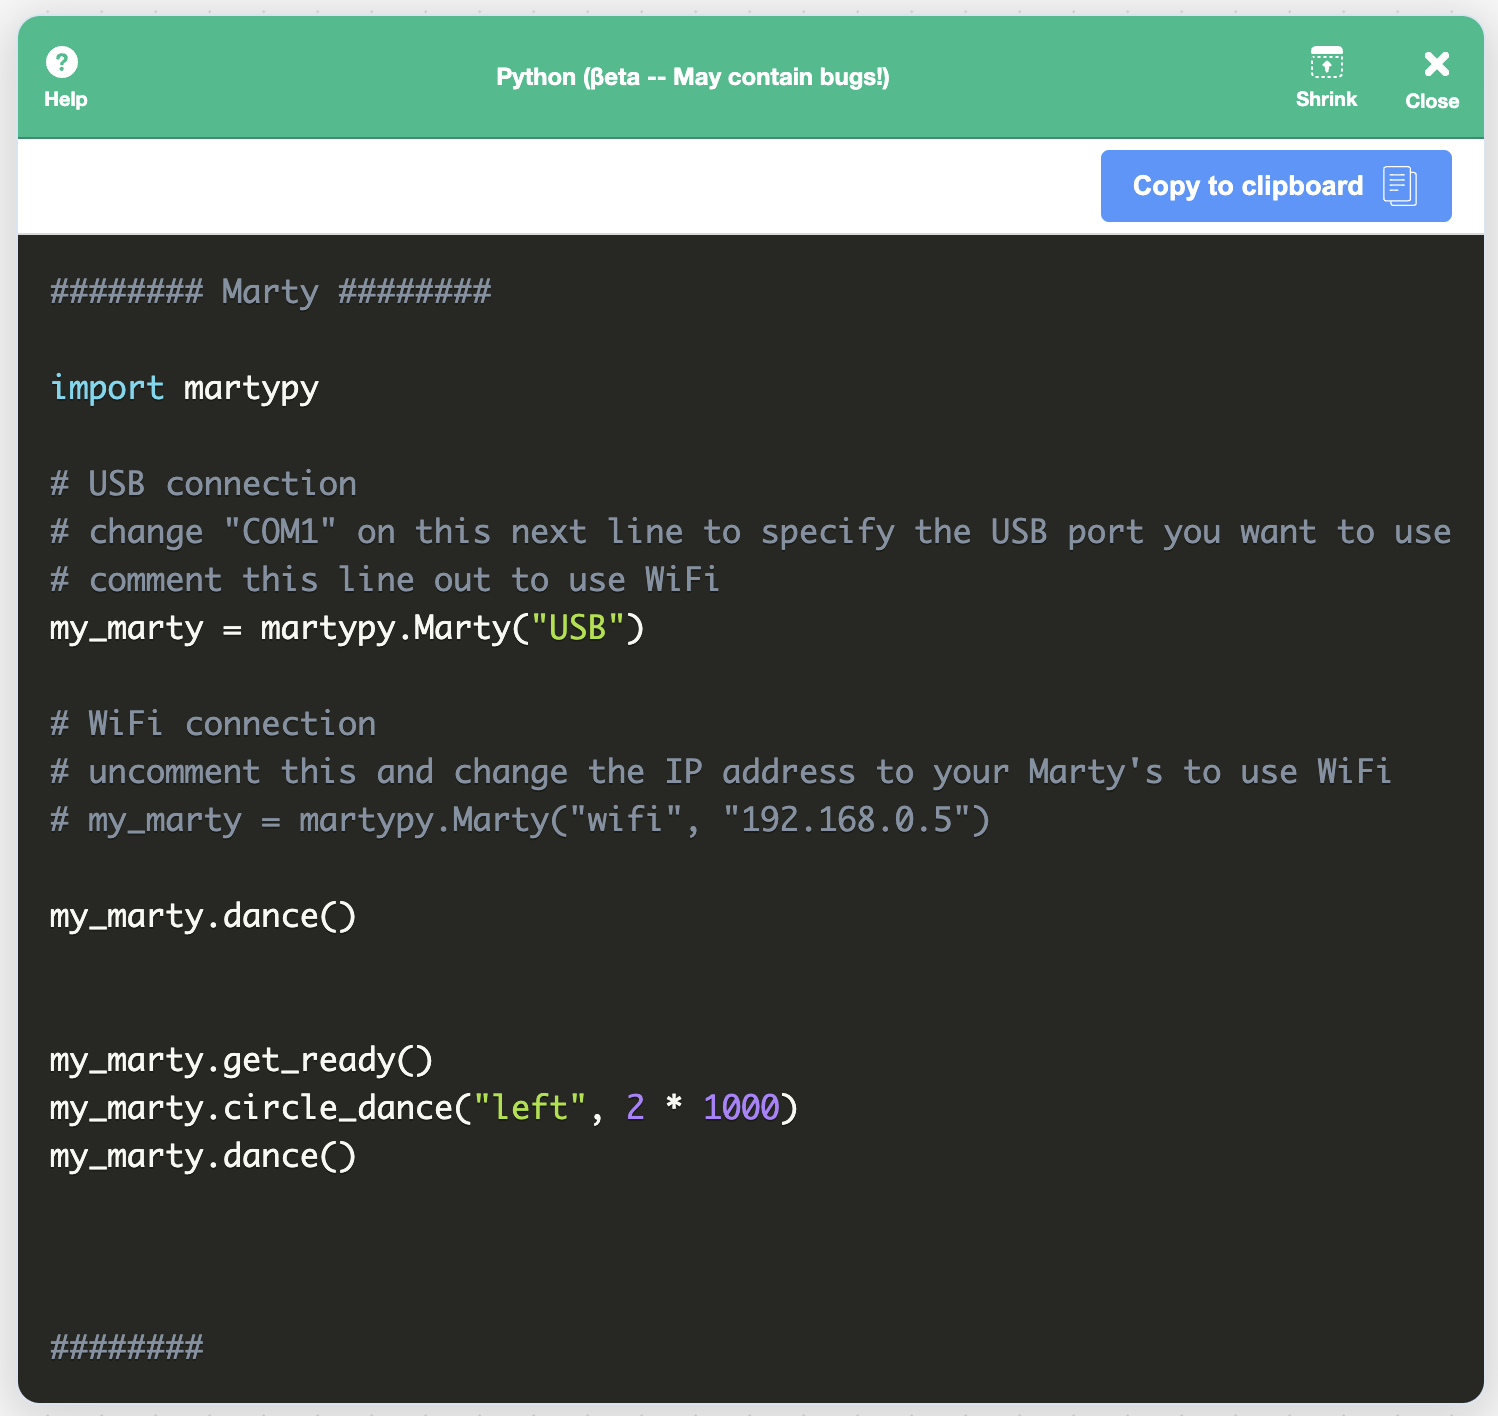 Help
Python (βeta -- May contain bugs!)
Shrink
Close
Copy to clipboard
######## Marty ########
import martypy
# USB connection
# change "COM1" on this next line to specify the USB port you want to use
# comment this line out to use WiFi
my_marty = martypy.Marty("USB")
# WiFi connection
# uncomment this and change the IP address to your Marty's to use WiFi
# my_marty = martypy.Marty("wifi", "192.168.0.5")
my_marty.dance()
my_marty.get_ready()
my_marty.circle_dance("left", 2 * 1000)
my_marty.dance()
########